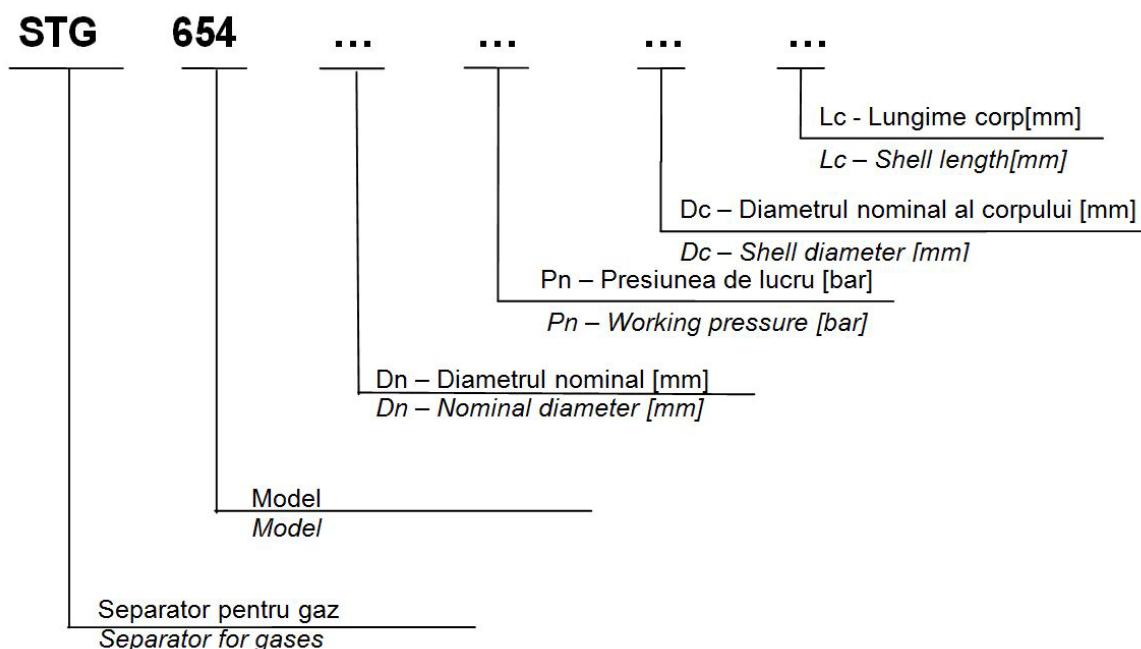 STG 654 ... ... ... ...
Lc - Lungime corp[mm]
Lc – Shell length[mm]
Dc – Diametrul nominal al corpului [mm]
Dc – Shell diameter [mm]
Pn – Presiunea de lucru [bar]
Pn – Working pressure [bar]
Dn – Diametrul nominal [mm]
Dn – Nominal diameter [mm]
Model
Model
Separator pentru gaz
Separator for gases